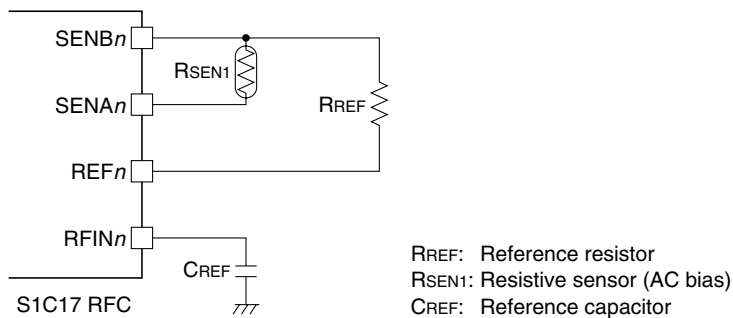 SENBn
RSEN1
SENAn
RREF
REFn
RFINn
CREF
S1C17 RFC
RREF: Reference resistor
RSEN1: Resistive sensor (AC bias)
CREF: Reference capacitor